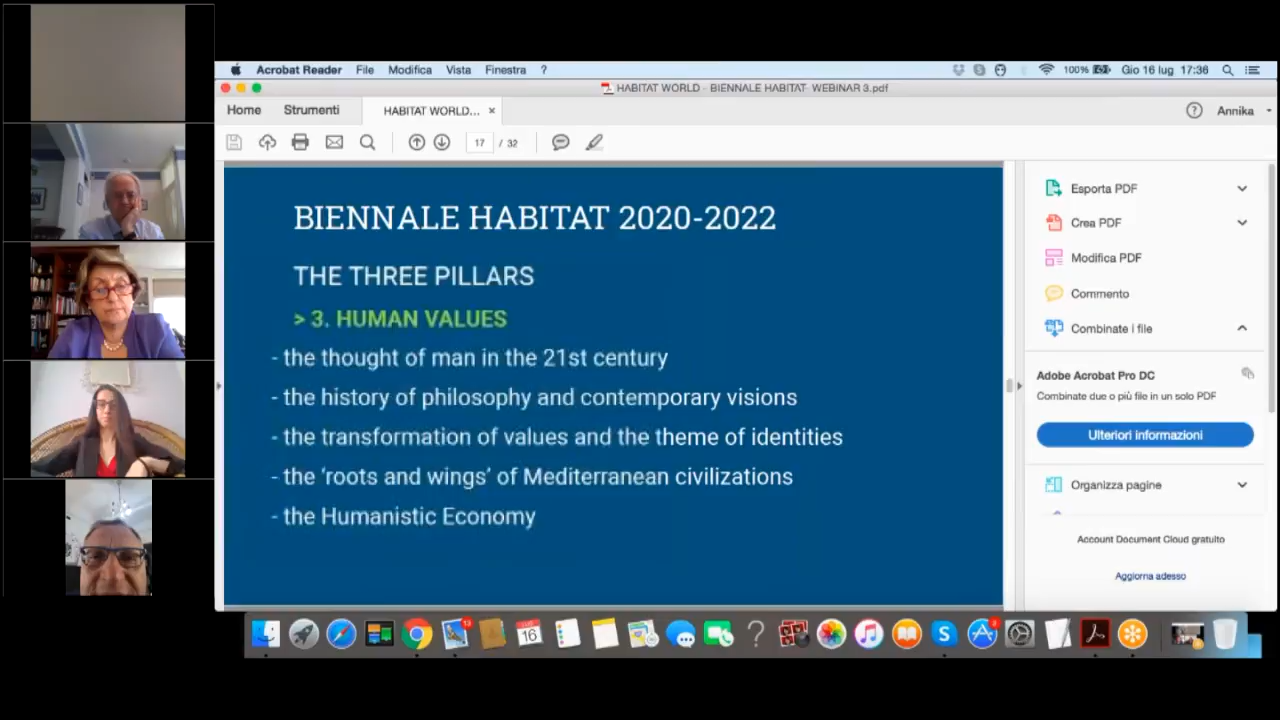 Acrobat Reader File Modifica Vista Finestra ? 100% Gio 16 lug 17:36
HABITAT WORLD - BIENNALE HABITAT- WEBINAR 3.pdf
Home Strumenti HABITAT WORLD... × ? Annika
17 / 32
BIENNALE HABITAT 2020-2022
THE THREE PILLARS
> 3. HUMAN VALUES
- the thought of man in the 21st century
- the history of philosophy and contemporary visions
- the transformation of values and the theme of identities
- the ‘roots and wings’ of Mediterranean civilizations
- the Humanistic Economy
Esporta PDF
Crea PDF
Modifica PDF
Commento
Combinate i file
Adobe Acrobat Pro DC
Combinate due o più file in un solo PDF
Ulteriori informazioni
Organizza pagine
Account Document Cloud gratuito
Aggiorna adesso
13
16